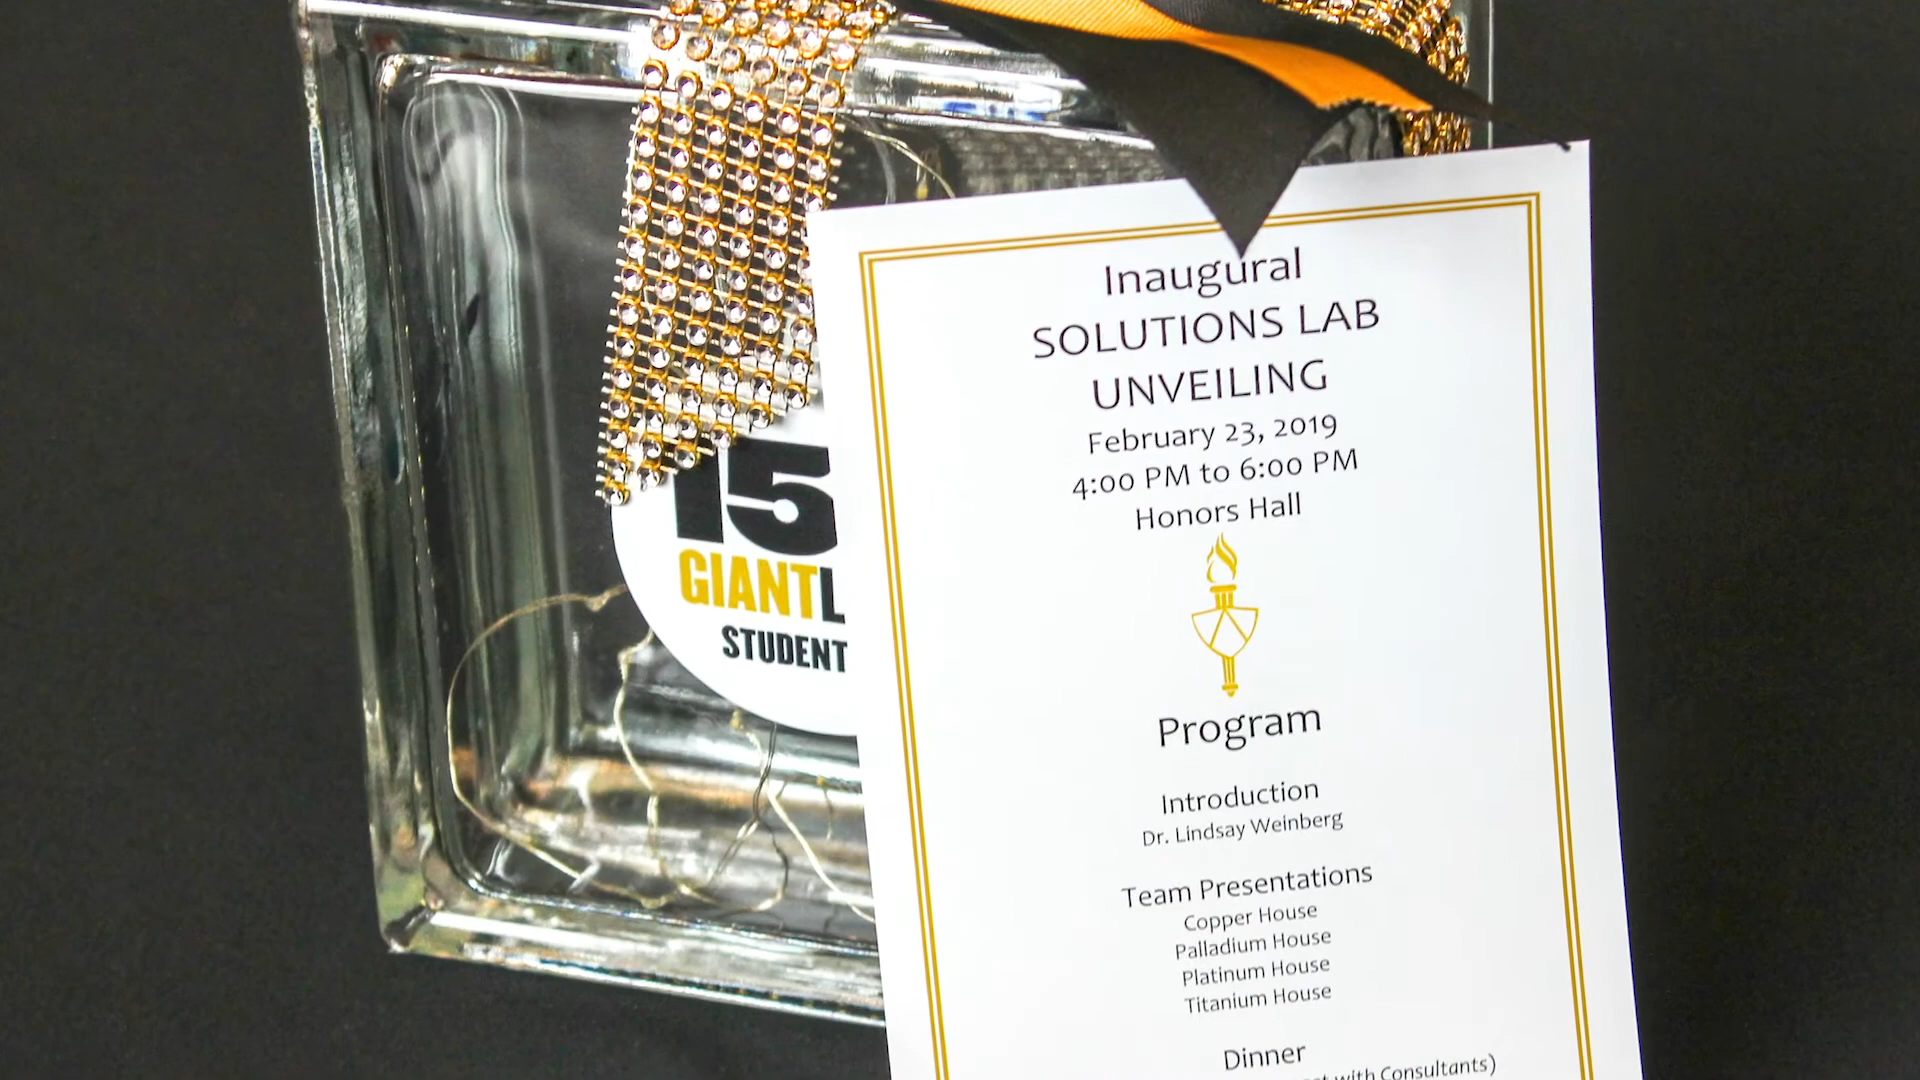 15
GIANTL
STUDENT
Inaugural
SOLUTIONS LAB
UNVEILING
February 23, 2019
4:00 PM to 6:00 PM
Honors Hall
Program
Introduction
Dr. Lindsay Weinberg
Team Presentations
Copper House
Palladium House
Platinum House
Titanium House
Dinner
with Consultants)